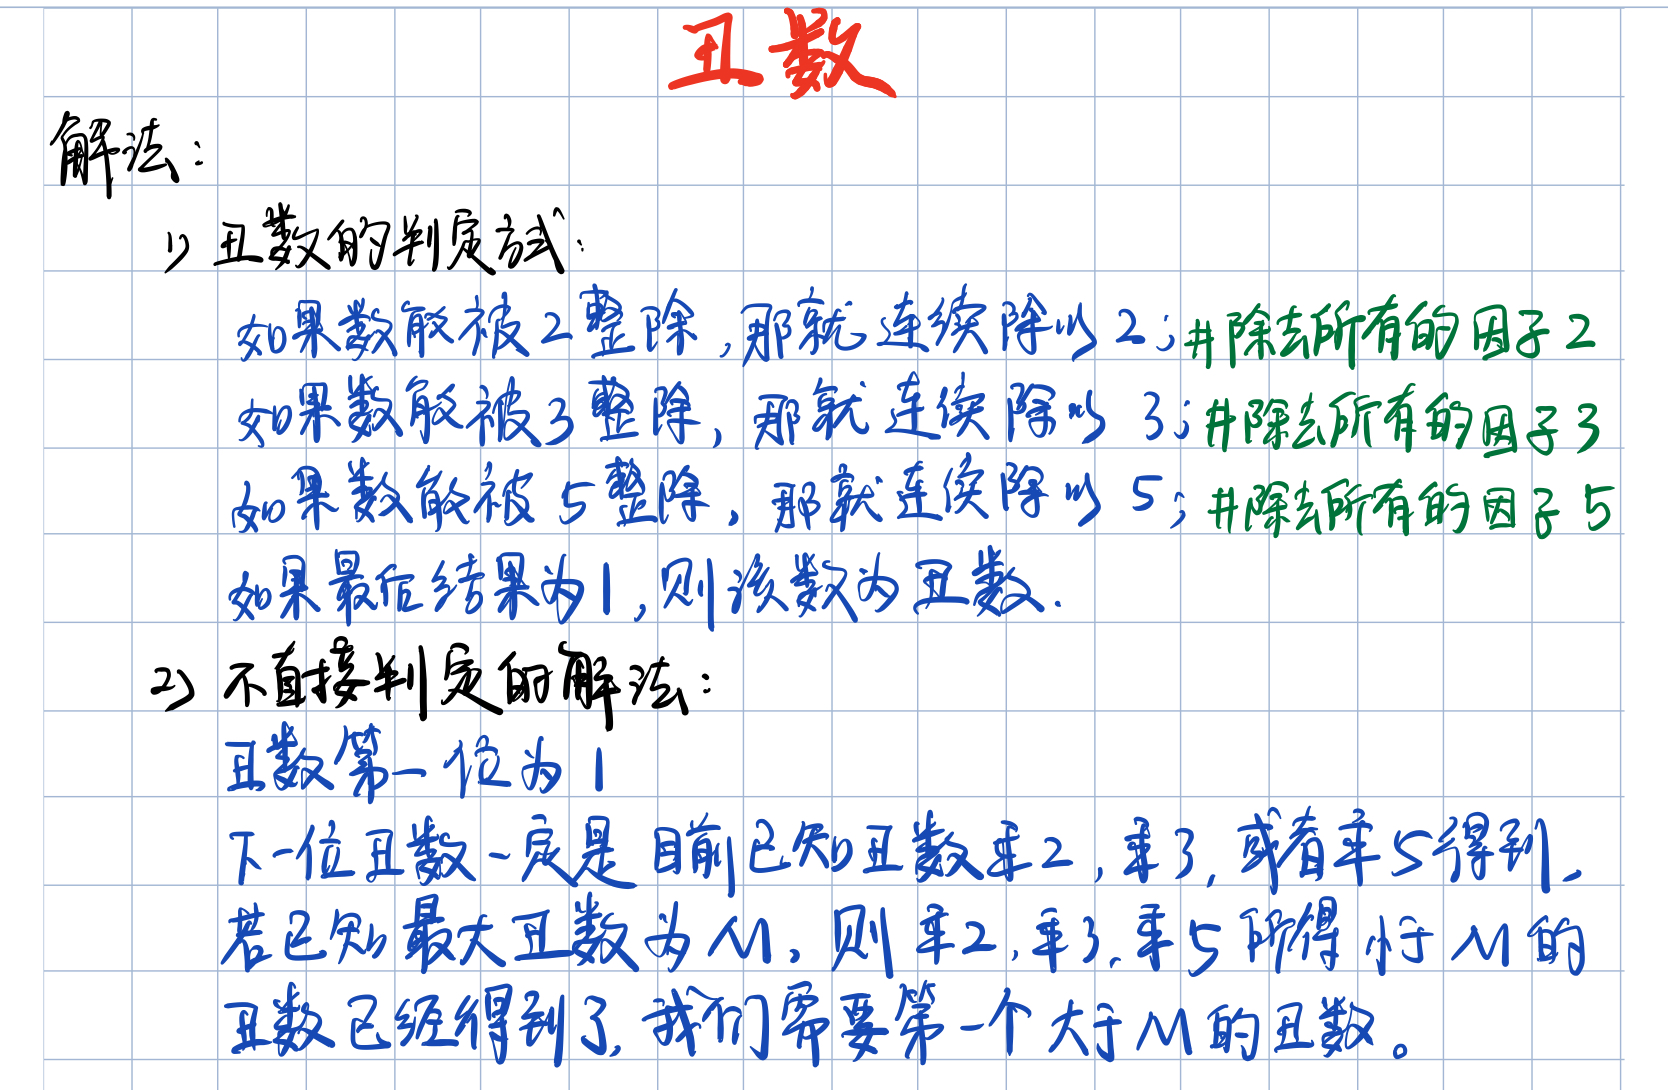 丑数
解法:
1) 丑数的判定方式:
如果数能被2整除,那就连续除以2; #除去所有的因子2
如果数能被3整除,那就连续除以3; #除去所有的因子3
如果数能被5整除,那就连续除以5; #除去所有的因子5
如果最后结果为1,则该数为丑数.
2) 不直接判定的解法:
丑数第一位为1
下一位丑数一定是目前已知丑数乘2,乘3,或者乘5得到.
若已知最大丑数为M,则乘2,乘3,乘5所得小于M的
丑数已经得到了,我们需要第一个大于M的丑数。